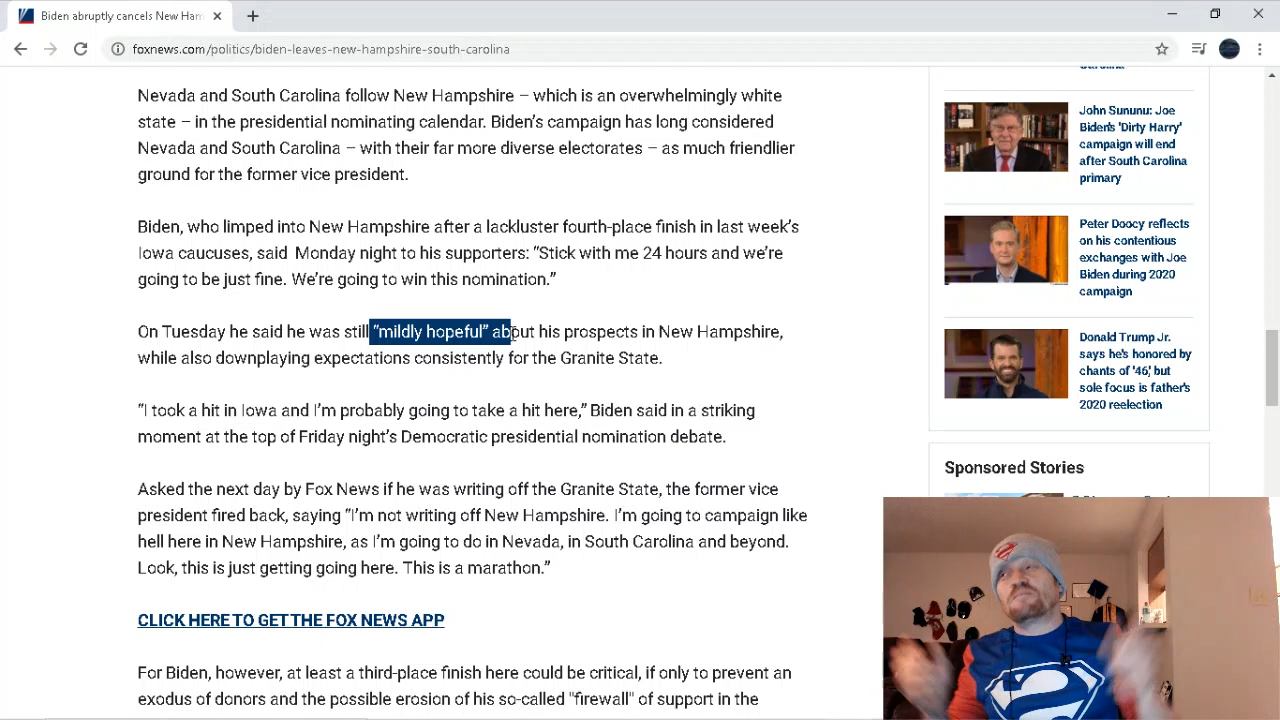 Biden abruptly cancels New Ham
foxnews.com/politics/biden-leaves-new-hampshire-south-carolina
Nevada and South Carolina follow New Hampshire – which is an overwhelmingly white
state – in the presidential nominating calendar. Biden’s campaign has long considered
Nevada and South Carolina – with their far more diverse electorates – as much friendlier
ground for the former vice president.
Biden, who limped into New Hampshire after a lackluster fourth-place finish in last week’s
Iowa caucuses, said Monday night to his supporters: “Stick with me 24 hours and we’re
going to be just fine. We’re going to win this nomination.”
On Tuesday he said he was still “mildly hopeful” about his prospects in New Hampshire,
while also downplaying expectations consistently for the Granite State.
“I took a hit in Iowa and I’m probably going to take a hit here,” Biden said in a striking
moment at the top of Friday night’s Democratic presidential nomination debate.
Asked the next day by Fox News if he was writing off the Granite State, the former vice
president fired back, saying “I’m not writing off New Hampshire. I’m going to campaign like
hell here in New Hampshire, as I’m going to do in Nevada, in South Carolina and beyond.
Look, this is just getting going here. This is a marathon.”
CLICK HERE TO GET THE FOX NEWS APP
For Biden, however, at least a third-place finish here could be critical, if only to prevent an
exodus of donors and the possible erosion of his so-called "firewall" of support in the
Carolina
John Sununu: Joe
Biden's 'Dirty Harry'
campaign will end
after South Carolina
primary
Peter Doocy reflects
on his contentious
exchanges with Joe
Biden during 2020
campaign
Donald Trump Jr.
says he's honored by
chants of '46,' but
sole focus is father's
2020 reelection
Sponsored Stories